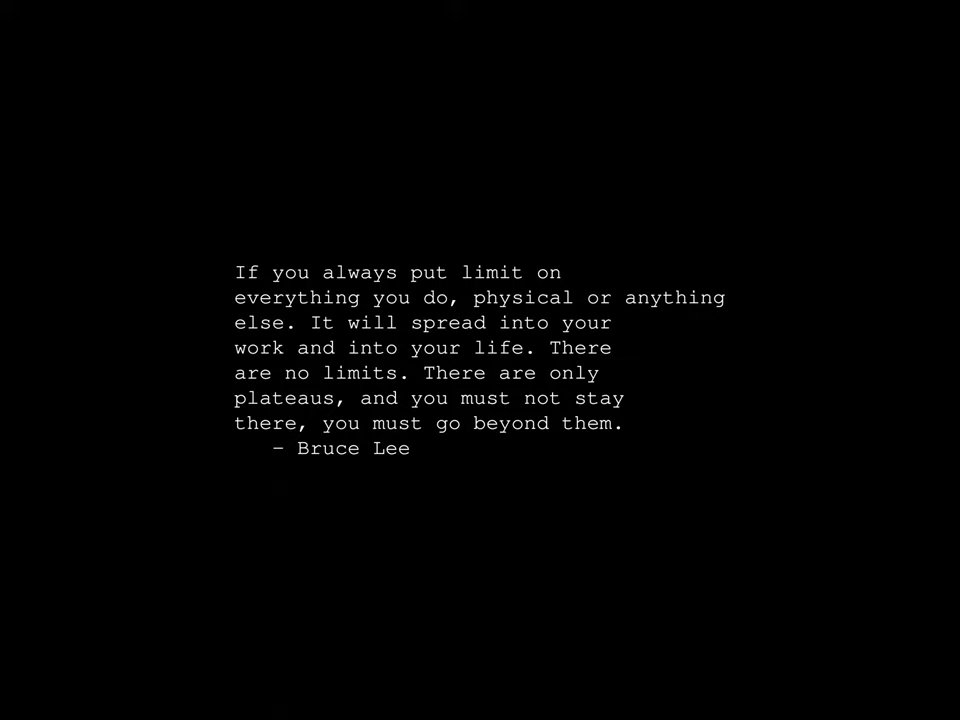 If you always put limit on
everything you do, physical or anything
else. It will spread into your
work and into your life. There
are no limits. There are only
plateaus, and you must not stay
there, you must go beyond them.
– Bruce Lee